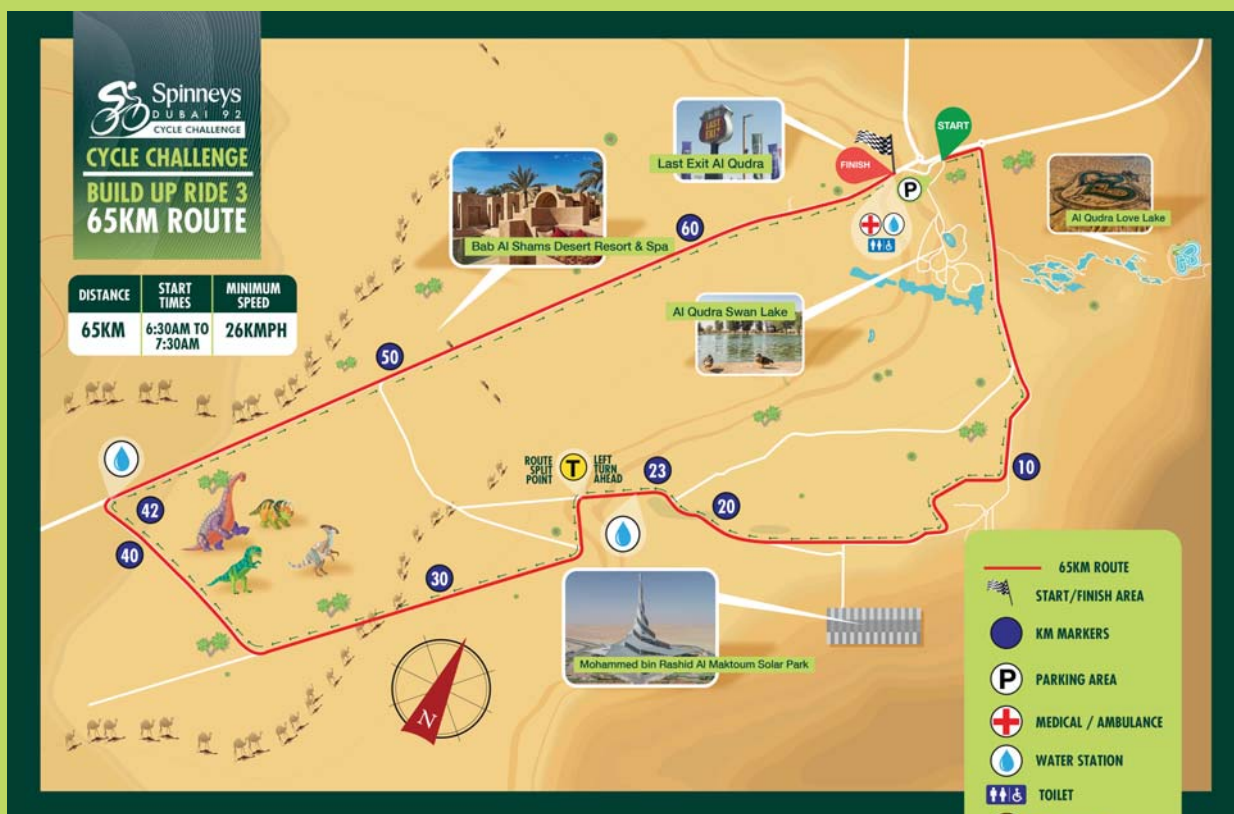 Spinneys
DUBAI 92
CYCLE CHALLENGE
CYCLE CHALLENGE
BUILD UP RIDE 3
65KM ROUTE
DISTANCE
START
TIMES
MINIMUM
SPEED
65KM
6:30AM TO
7:30AM
26KMPH
LAST
EXIT
Last Exit Al Qudra
START
FINISH
P
Al Qudra Love Lake
Bab Al Shams Desert Resort & Spa
60
Al Qudra Swan Lake
50
ROUTE
SPLIT
POINT
T
LEFT
TURN
AHEAD
23
10
20
42
40
30
Mohammed bin Rashid Al Maktoum Solar Park
N
65KM ROUTE
START/FINISH AREA
KM MARKERS
P
PARKING AREA
MEDICAL / AMBULANCE
WATER STATION
TOILET